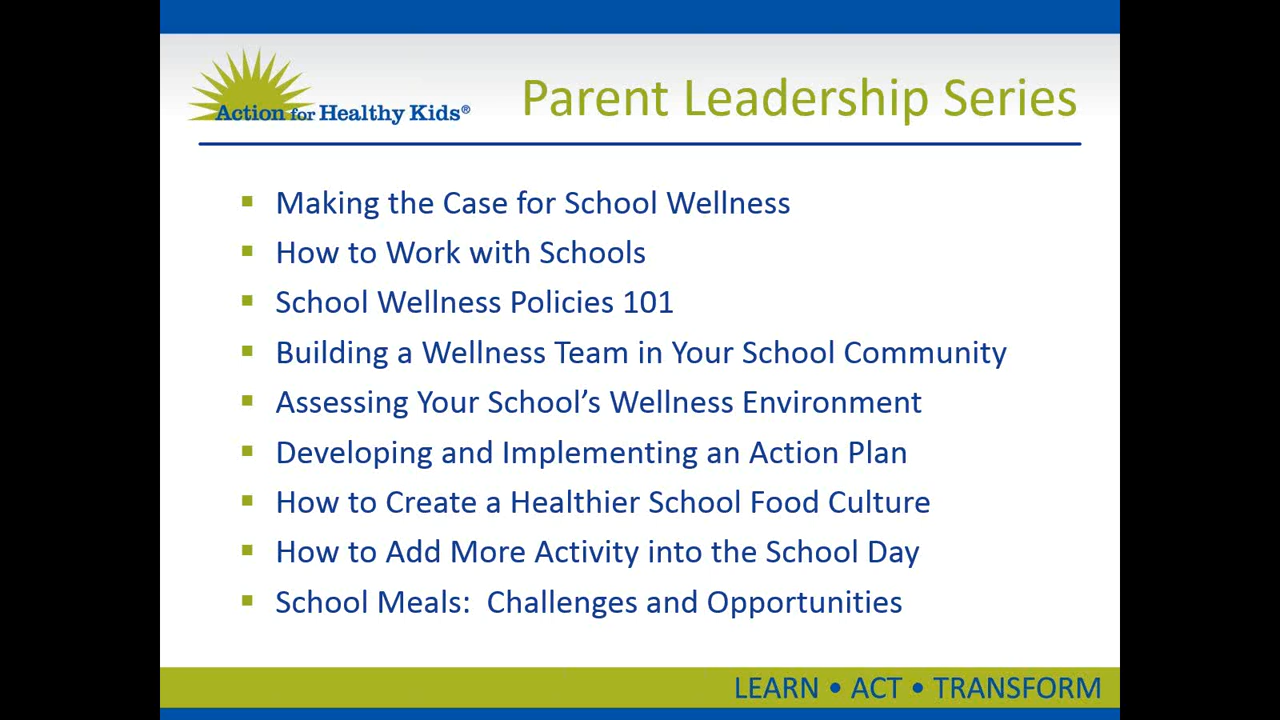 Action for Healthy Kids®
Parent Leadership Series
Making the Case for School Wellness
How to Work with Schools
School Wellness Policies 101
Building a Wellness Team in Your School Community
Assessing Your School’s Wellness Environment
Developing and Implementing an Action Plan
How to Create a Healthier School Food Culture
How to Add More Activity into the School Day
School Meals:  Challenges and Opportunities
LEARN • ACT • TRANSFORM